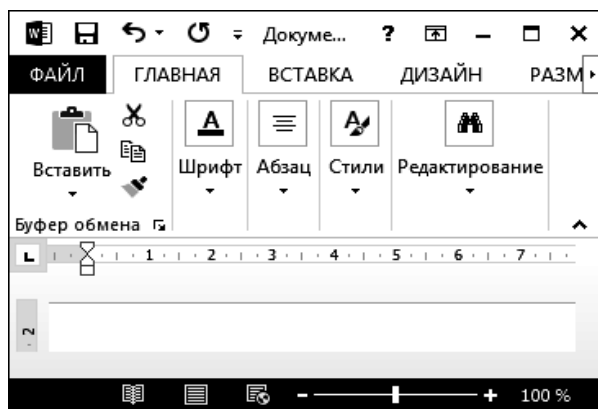 Докуме... ?
ФАЙЛ ГЛАВНАЯ ВСТАВКА ДИЗАЙН РАЗМ
Вставить Шрифт Абзац Стили Редактирование
Буфер обмена
L 1 2 3 4 5 6 7
2
100 %